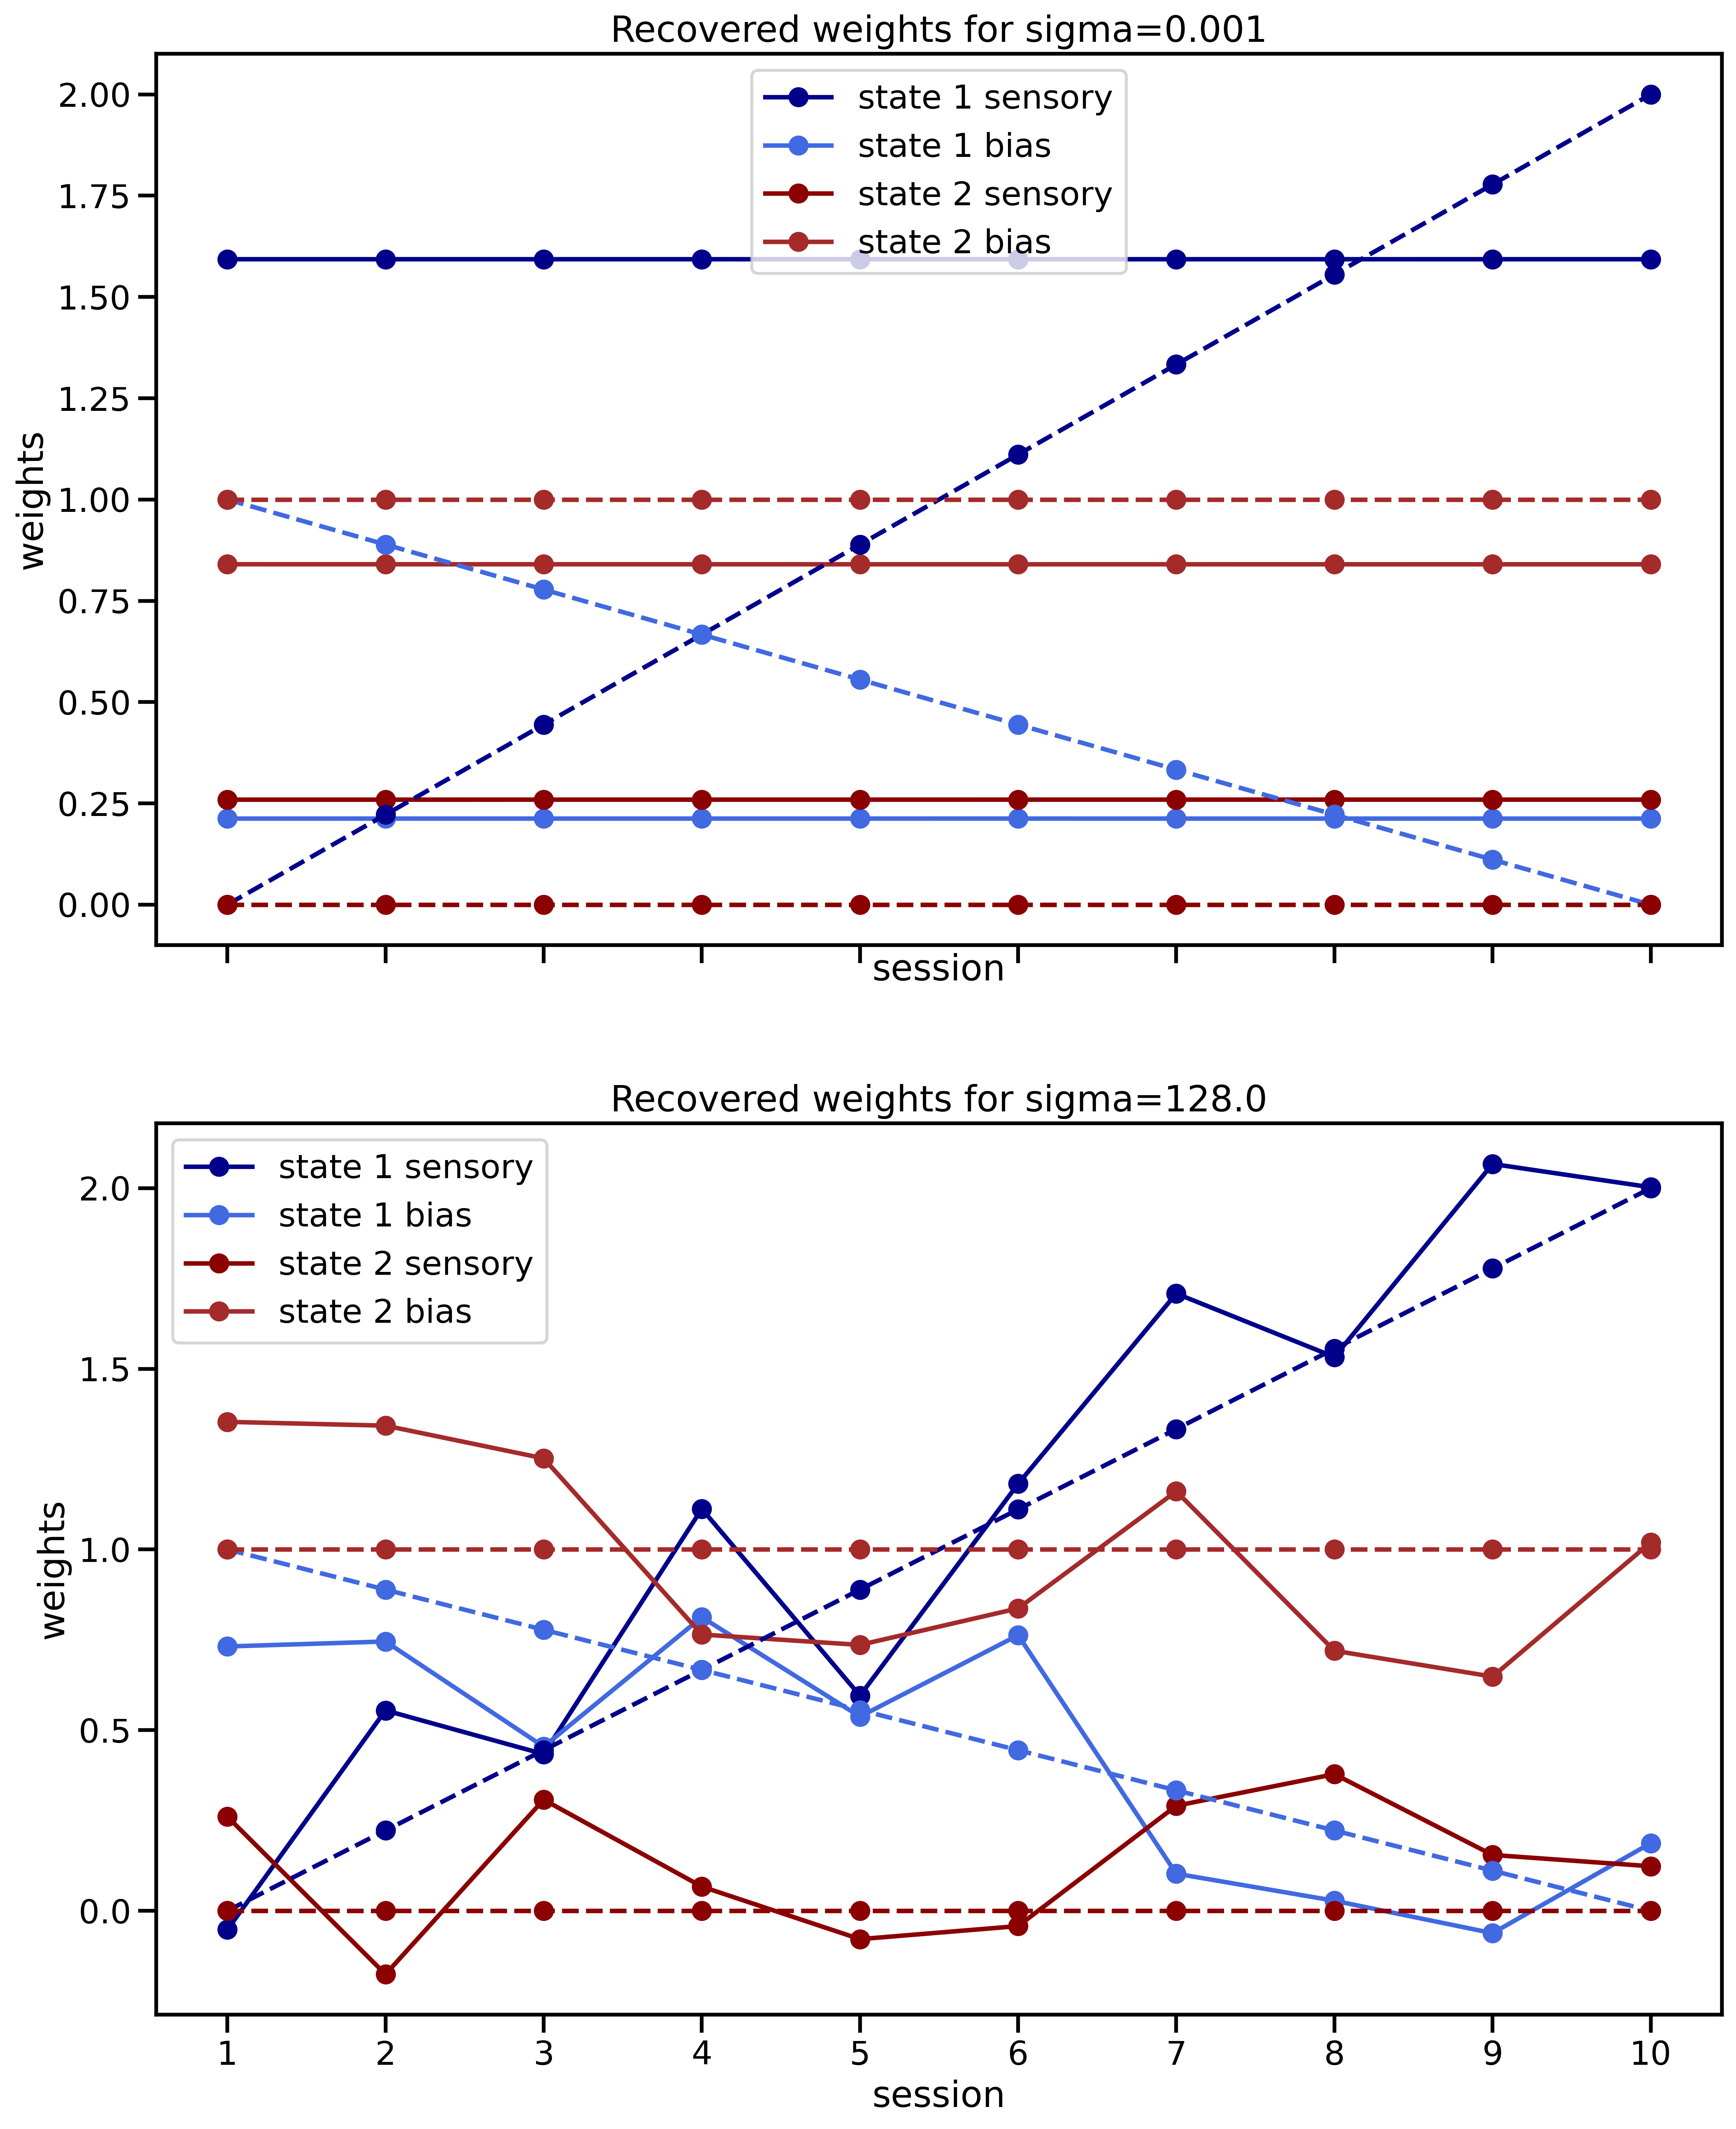 Recovered weights for sigma=0.001
state 1 sensory
state 1 bias
state 2 sensory
state 2 bias
2.00
1.75
1.50
1.25
1.00
0.75
0.50
0.25
0.00
weights
session
Recovered weights for sigma=128.0
state 1 sensory
state 1 bias
state 2 sensory
state 2 bias
2.0
1.5
1.0
0.5
0.0
weights
1 2 3 4 5 6 7 8 9 10
session